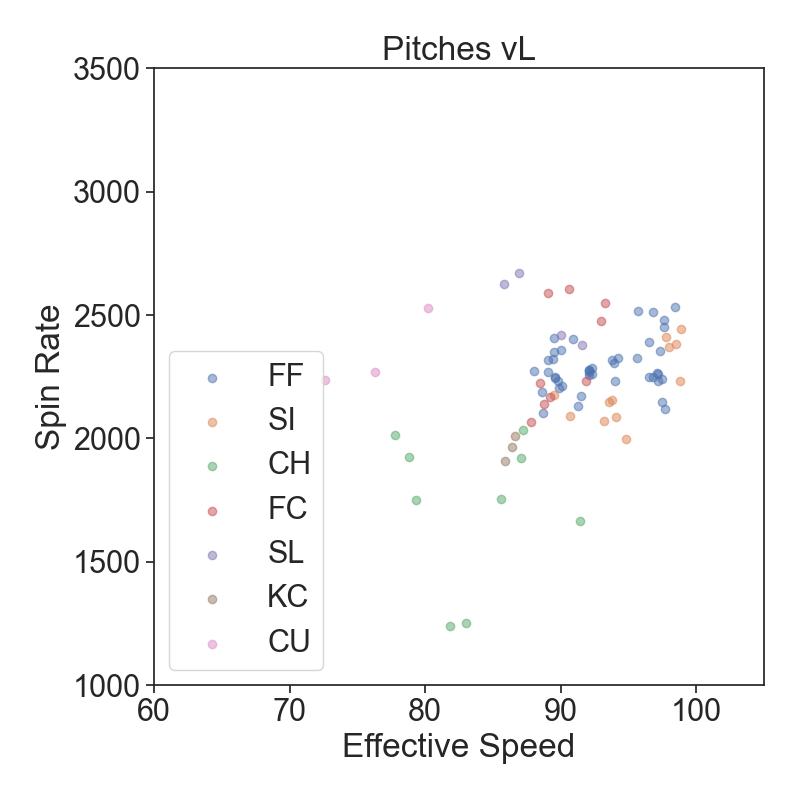 Pitches vL
3500
3000
2500
2000
1500
1000
Spin Rate
FF
SI
CH
FC
SL
KC
CU
60 70 80 90 100
Effective Speed